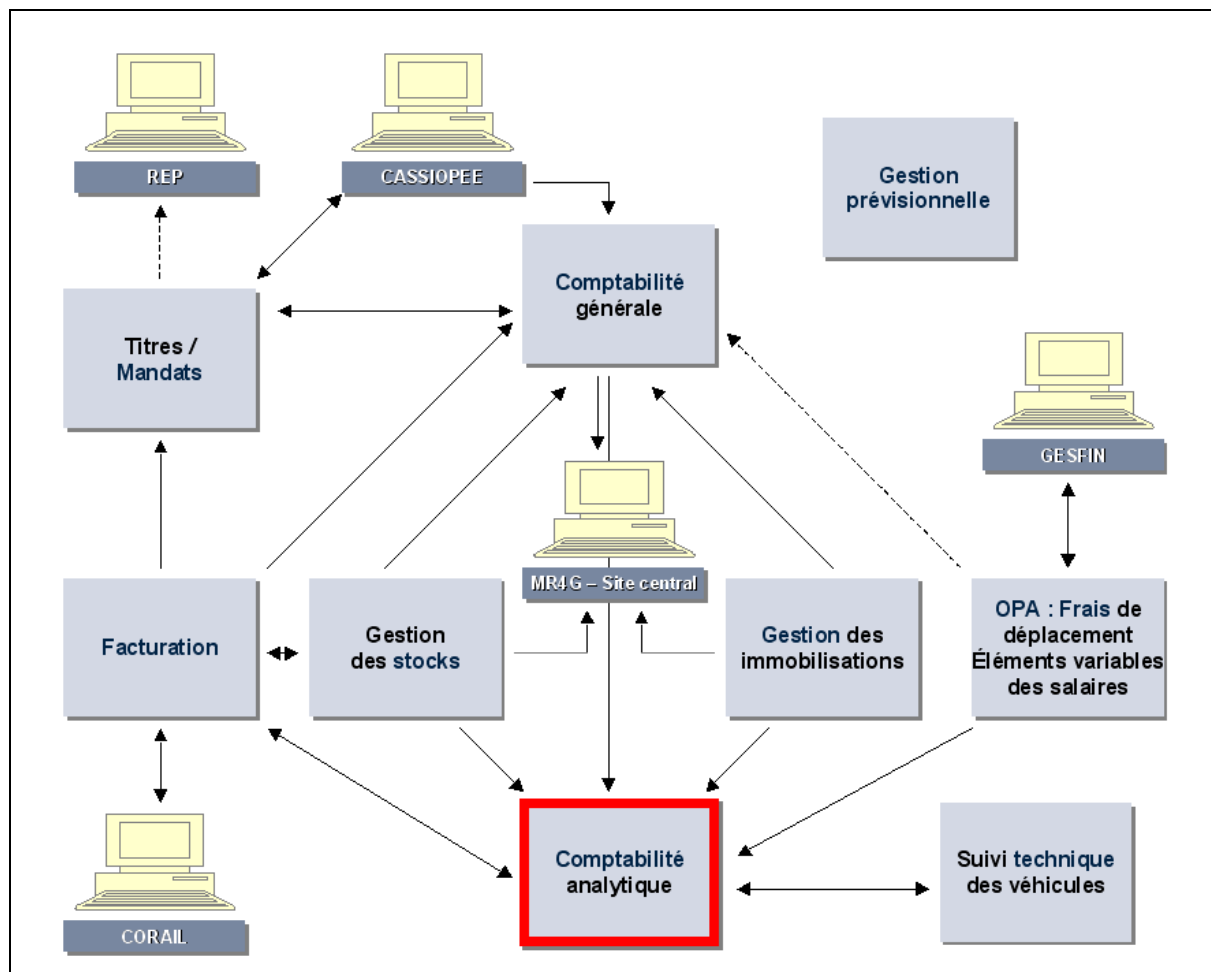 REP
CASSIOPEE
Gestion
prévisionnelle
Comptabilité
générale
Titres /
Mandats
GESFIN
MR4G – Site central
Facturation
Gestion
des stocks
Gestion des
immobilisations
OPA : Frais de
déplacement
Éléments variables
des salaires
Comptabilité
analytique
Suivi technique
des véhicules
CORAIL